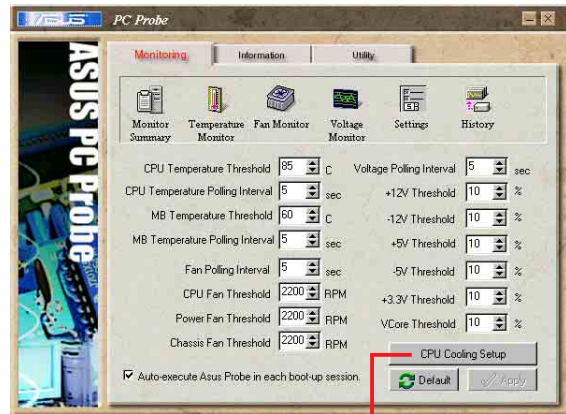 ASUS
PC Probe
ASUS PC Probe
Monitoring
Information
Utility
Monitor Summary
Temperature Monitor
Fan Monitor
Voltage Monitor
Settings
History
CPU Temperature Threshold 85 C
CPU Temperature Polling Interval 5 sec
MB Temperature Threshold 60 C
MB Temperature Polling Interval 5 sec
Fan Polling Interval 5 sec
CPU Fan Threshold 2200 RPM
Power Fan Threshold 2200 RPM
Chassis Fan Threshold 2200 RPM
Voltage Polling Interval 5 sec
+12V Threshold 10 %
-12V Threshold 10 %
+5V Threshold 10 %
-5V Threshold 10 %
+3.3V Threshold 10 %
VCore Threshold 10 %
CPU Cooling Setup
Auto-execute Asus Probe in each boot-up session.
Default
Apply